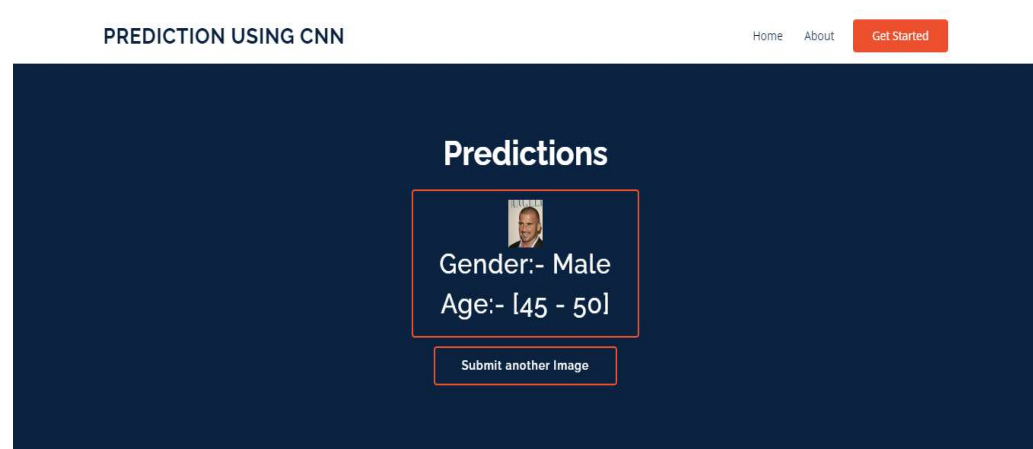 PREDICTION USING CNN
Home About Get Started
Predictions
Gender:- Male
Age:- [45 - 50]
Submit another Image